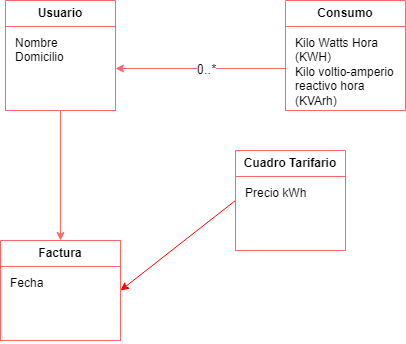 Usuario
Nombre
Domicilio
Consumo
Kilo Watts Hora
(KWH)
Kilo voltio-amperio
reactivo hora
(KVArh)
0..*
Cuadro Tarifario
Precio kWh
Factura
Fecha